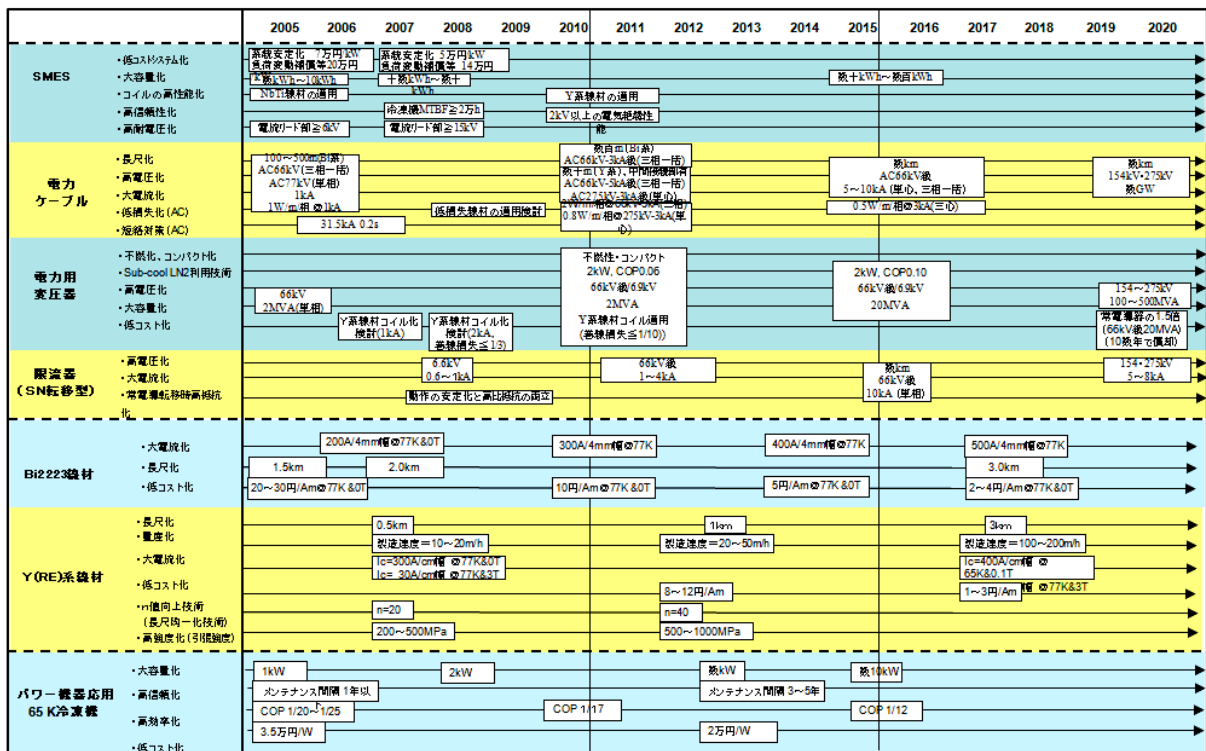 2005 2006 2007 2008 2009 2010 2011 2012 2013 2014 2015 2016 2017 2018 2019 2020
SMES
・低コストシステム化
系統安定化 7万円/kW
負荷変動補償等20万円/kW
系統安定化 5万円/kW
負荷変動補償等 14万円
・大容量化
数kWh～10kWh
十数kWh～数十kWh
数十kWh～数百kWh
・コイルの高性能化
NbTi線材の適用
Y系線材の適用
・高信頼性化
冷凍機MTBF≧2万h
2kV以上の電気絶縁性能
・高耐電圧化
電流リード部≧6kV
電流リード部≧15kV
電力
ケーブル
・長尺化
・高電圧化
・大電流化
・低損失化(AC)
・短絡対策(AC)
100～500m(Bi系)
AC66kV(三相一括)
AC77kV(単相)
1kA
1W/m/相 @1kA
31.5kA 0.2s
低損失線材の適用検討
数百m(Bi系)
AC66kV-3kA級(三相一括)
数十m(Y系)、中間接続部有
AC66kV-5kA級(三相一括)
AC275kV-3kA級(単心)
2W/m/相@66kV-5kA(三相)
0.8W/m/相@275kV-3kA(単心)
数km
AC66kV級
5～10kA (単心、三相一括)
0.5W/m/相@3kA(三心)
数km
154kV・275kV
数GW
電力用
変圧器
・不燃化、コンパクト化
・Sub-cool LN2利用技術
・高電圧化
・大容量化
・低コスト化
66kV
2MVA(単相)
Y系線材コイル化
検討(1kA)
Y系線材コイル化
検討(2kA、
巻線損失≦1/3)
不燃性・コンパクト
2kW, COP0.06
66kV級/6.9kV
2MVA
Y系線材コイル適用
(巻線損失≦1/10))
2kW, COP0.10
66kV級/6.9kV
20MVA
154～275kV
100～500MVA
常電導器の1.5倍
(66kV級20MVA)
(10数年で償却)
限流器
(SN転移型)
・高電圧化
・大電流化
・常電導転移時高抵抗化
6.6kV
0.6～1kA
動作の安定化と高比抵抗の両立
66kV級
1～4kA
数km
66kV級
10kA (単相)
154・275kV
5～8kA
Bi2223線材
・大電流化
200A/4mm幅@77K&0T
300A/4mm幅@77K
400A/4mm幅@77K
500A/4mm幅@77K
・長尺化
1.5km
2.0km
3.0km
・低コスト化
20～30円/Am@77K&0T
10円/Am@77K&0T
5円/Am@77K&0T
2～4円/Am@77K&0T
Y(RE)系線材
・長尺化
0.5km
1km
3km
・量産化
製造速度＝10～20m/h
製造速度＝20～50m/h
製造速度＝100～200m/h
・大電流化
Ic=300A/cm幅 @77K&0T
Ic= 30A/cm幅 @77K&3T
Ic=400A/cm幅 @
65K&0.1T
幅 @77K&3T
・低コスト化
8～12円/Am
1～3円/Am
・n値向上技術
(長尺均一化技術)
n=20
n=40
・高強度化(引張強度)
200～500MPa
500～1000MPa
パワー機器応用
65 K冷凍機
・大容量化
1kW
2kW
数kW
数10kW
・高信頼化
メンテナンス間隔 1年以上
メンテナンス間隔 3～5年
・高効率化
COP 1/20～1/25
COP 1/17
COP 1/12
・低コスト化
3.5万円/W
2万円/W